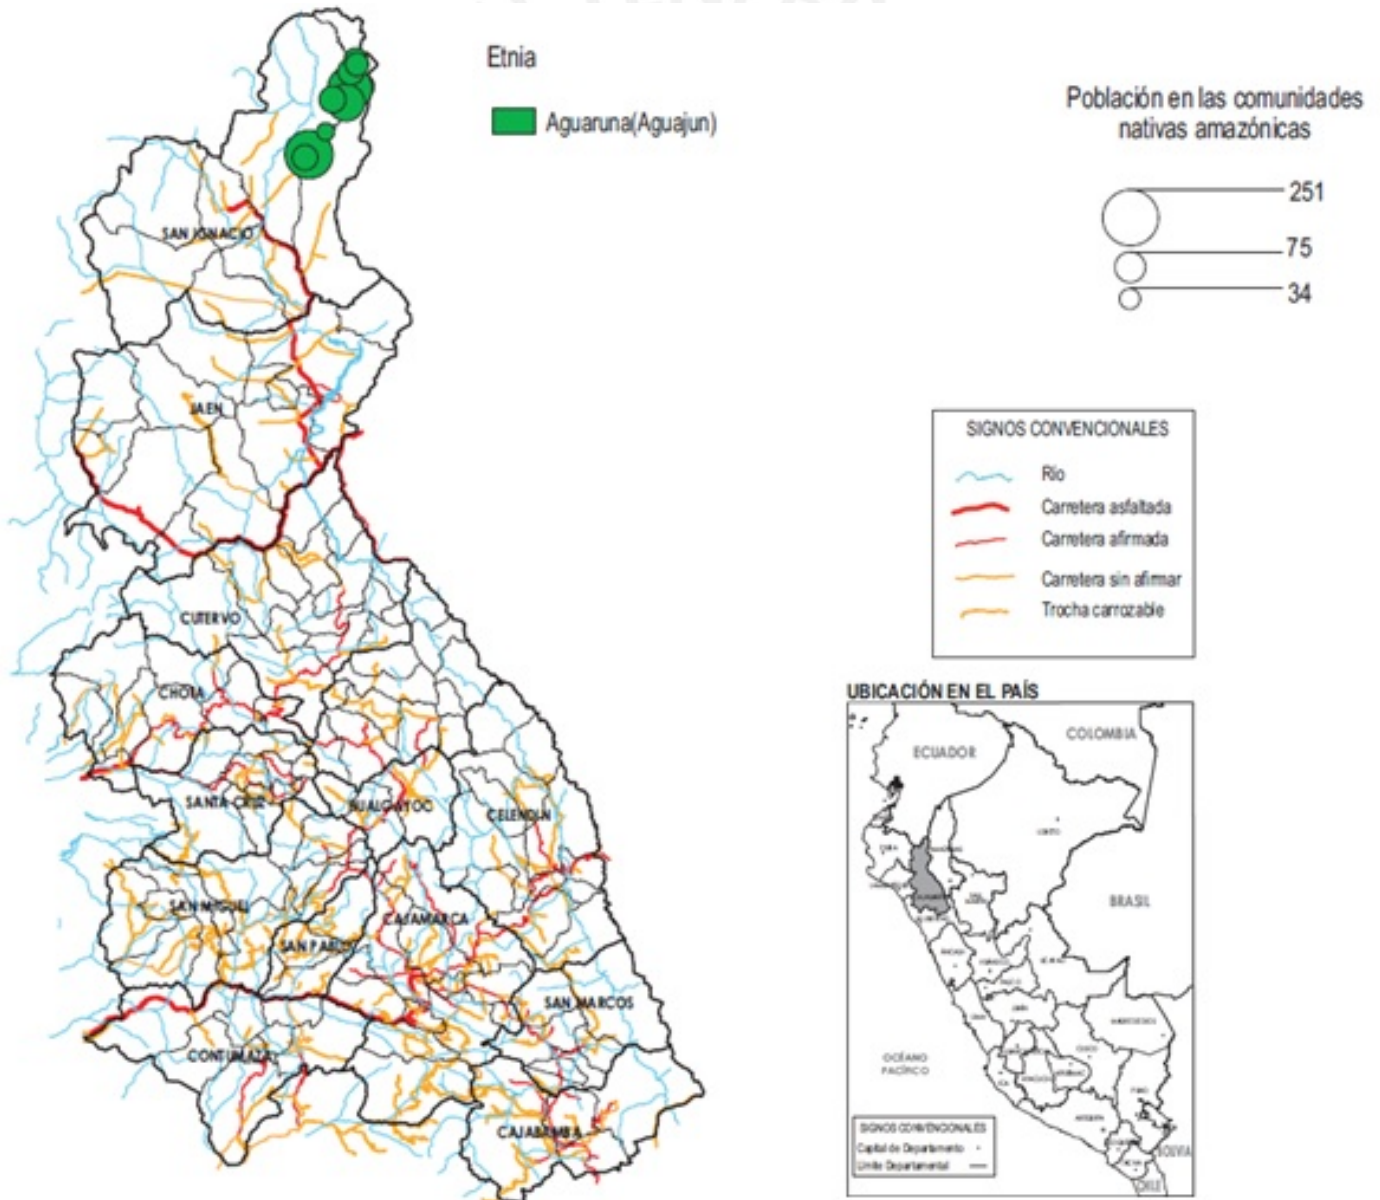 Etnia
Aguaruna(Aguajun)
Población en las comunidades
nativas amazónicas
251
75
34
SAN IGNACIO
JAEN
CUTERVO
CHOTA
SANTA CRUZ
HUALGAYOC
CELENDIN
SAN MIGUEL
SAN PABLO
CAJAMARCA
SAN MARCOS
CONTUMAZA
CAJABAMBA
SIGNOS CONVENCIONALES
Río
Carretera asfaltada
Carretera afirmada
Carretera sin afirmar
Trocha carrozable
UBICACIÓN EN EL PAÍS
ECUADOR
COLOMBIA
BRASIL
OCÉANO
PACÍFICO
BOLIVIA
CHILE
SIGNOS CONVENCIONALES
Capital de Departamento
Límite Departamental